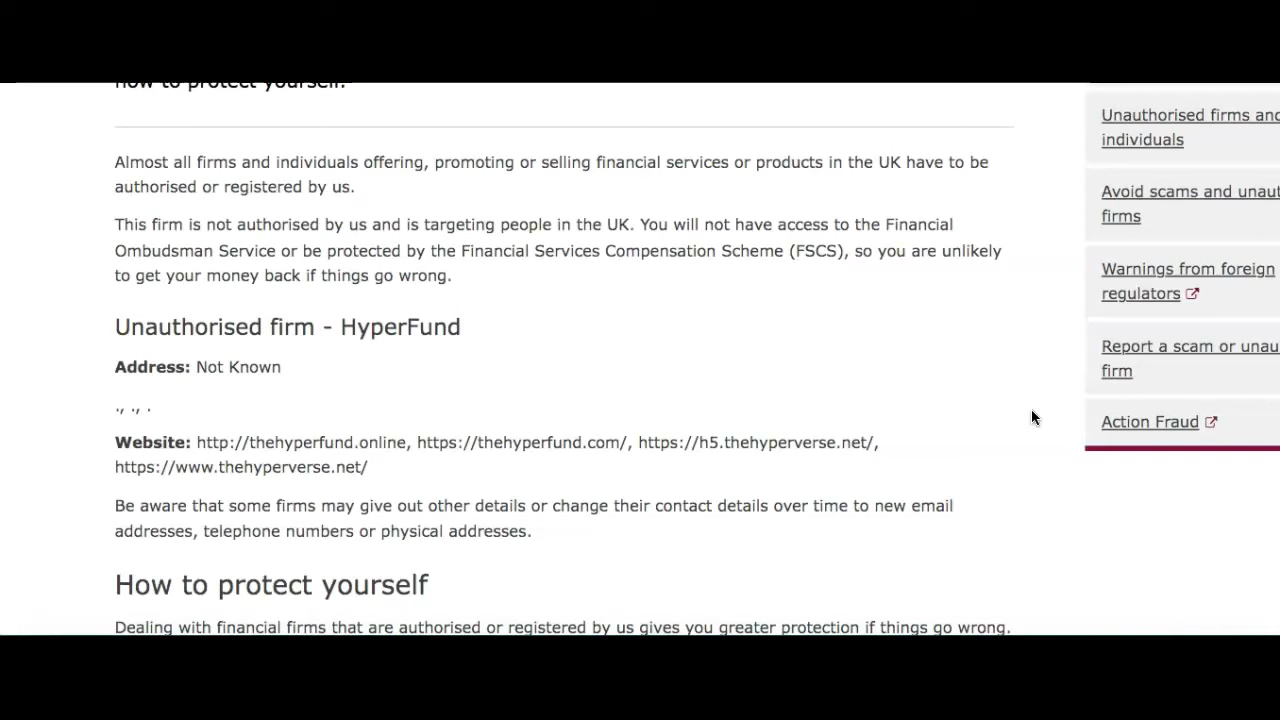 how to protect yourself.
Almost all firms and individuals offering, promoting or selling financial services or products in the UK have to be
authorised or registered by us.
This firm is not authorised by us and is targeting people in the UK. You will not have access to the Financial
Ombudsman Service or be protected by the Financial Services Compensation Scheme (FSCS), so you are unlikely
to get your money back if things go wrong.
Unauthorised firm - HyperFund
Address: Not Known
., ., .
Website: http://thehyperfund.online, https://thehyperfund.com/, https://h5.thehyperverse.net/,
https://www.thehyperverse.net/
Be aware that some firms may give out other details or change their contact details over time to new email
addresses, telephone numbers or physical addresses.
How to protect yourself
Dealing with financial firms that are authorised or registered by us gives you greater protection if things go wrong.
Unauthorised firms and
individuals
Avoid scams and unaut
firms
Warnings from foreign
regulators
Report a scam or unau
firm
Action Fraud